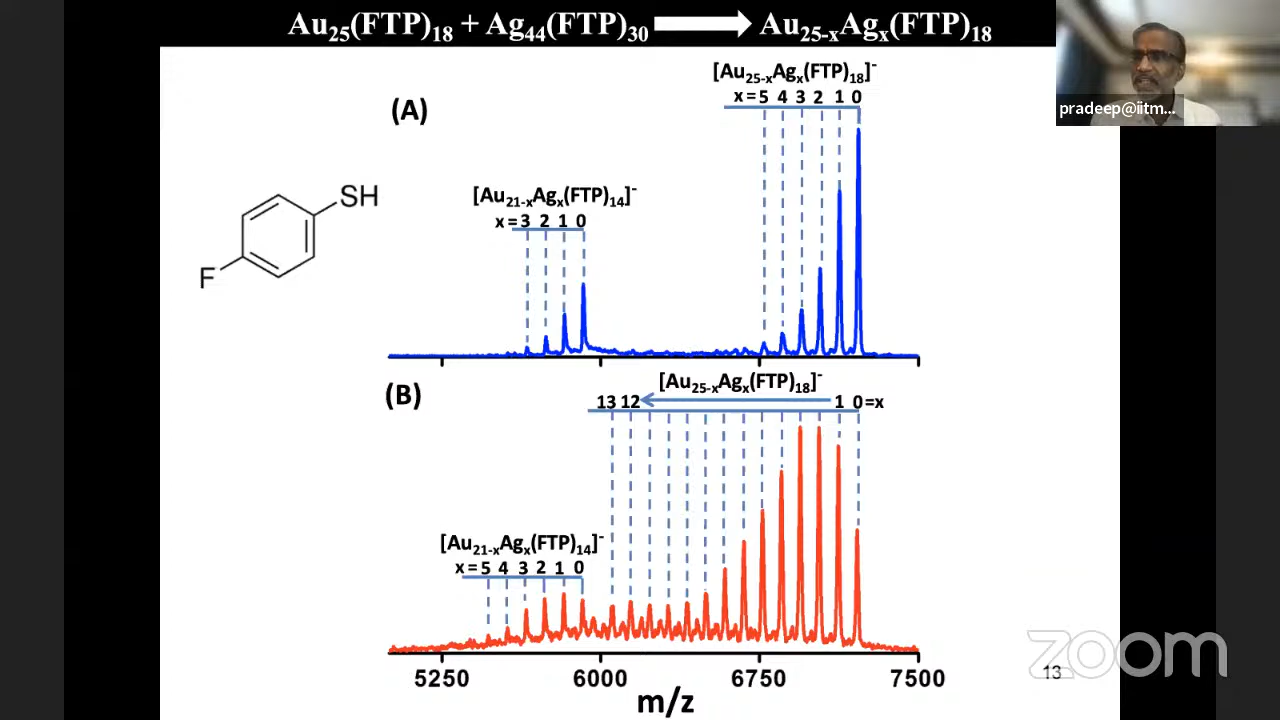 Au25(FTP)18 + Ag44(FTP)30 → Au25-xAgx(FTP)18
pradeep@iitm...
[Au25-xAgx(FTP)18]-
x = 5 4 3 2 1 0
(A)
[Au21-xAgx(FTP)14]-
x = 3 2 1 0
SH
F
(B)
[Au25-xAgx(FTP)18]-
13 12 1 0=x
[Au21-xAgx(FTP)14]-
x = 5 4 3 2 1 0
5250 6000 6750 7500
m/z
zoom
13